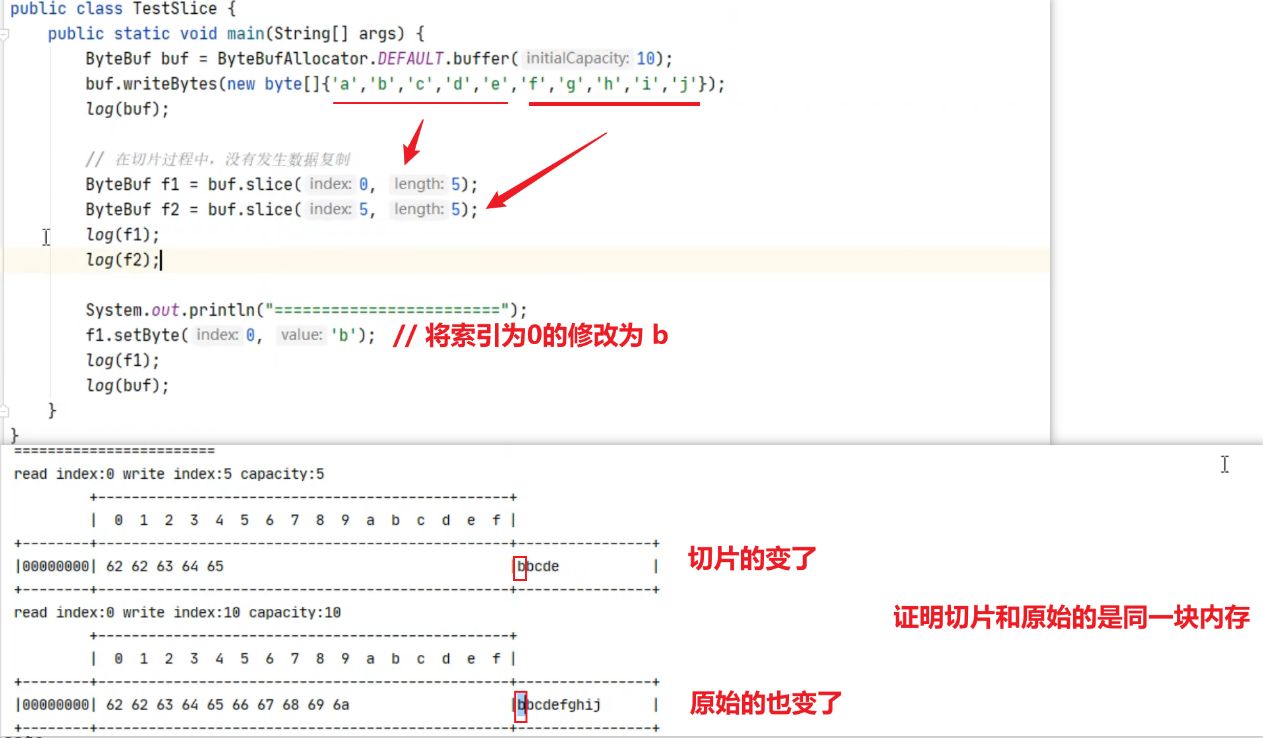 public class TestSlice {
public static void main(String[] args) {
ByteBuf buf = ByteBufAllocator.DEFAULT.buffer( initialCapacity: 10);
buf.writeBytes(new byte[]{'a','b','c','d','e','f','g','h','i','j'});
log(buf);
// 在切片过程中，没有发生数据复制
ByteBuf f1 = buf.slice( index: 0, length: 5);
ByteBuf f2 = buf.slice( index: 5, length: 5);
log(f1);
log(f2);
System.out.println("========================");
f1.setByte( index: 0, value: 'b'); // 将索引为0的修改为 b
log(f1);
log(buf);
}
}
========================
read index:0 write index:5 capacity:5
+-------------------------------------------------+
| 0 1 2 3 4 5 6 7 8 9 a b c d e f |
+--------+-------------------------------------------------+----------------+
|00000000| 62 62 63 64 65 |bbcde | 切片的变了
+--------+-------------------------------------------------+----------------+
证明切片和原始的是同一块内存
read index:0 write index:10 capacity:10
+-------------------------------------------------+
| 0 1 2 3 4 5 6 7 8 9 a b c d e f |
+--------+-------------------------------------------------+----------------+
|00000000| 62 62 63 64 65 66 67 68 69 6a |bbcdefghij | 原始的也变了
+--------+-------------------------------------------------+----------------+